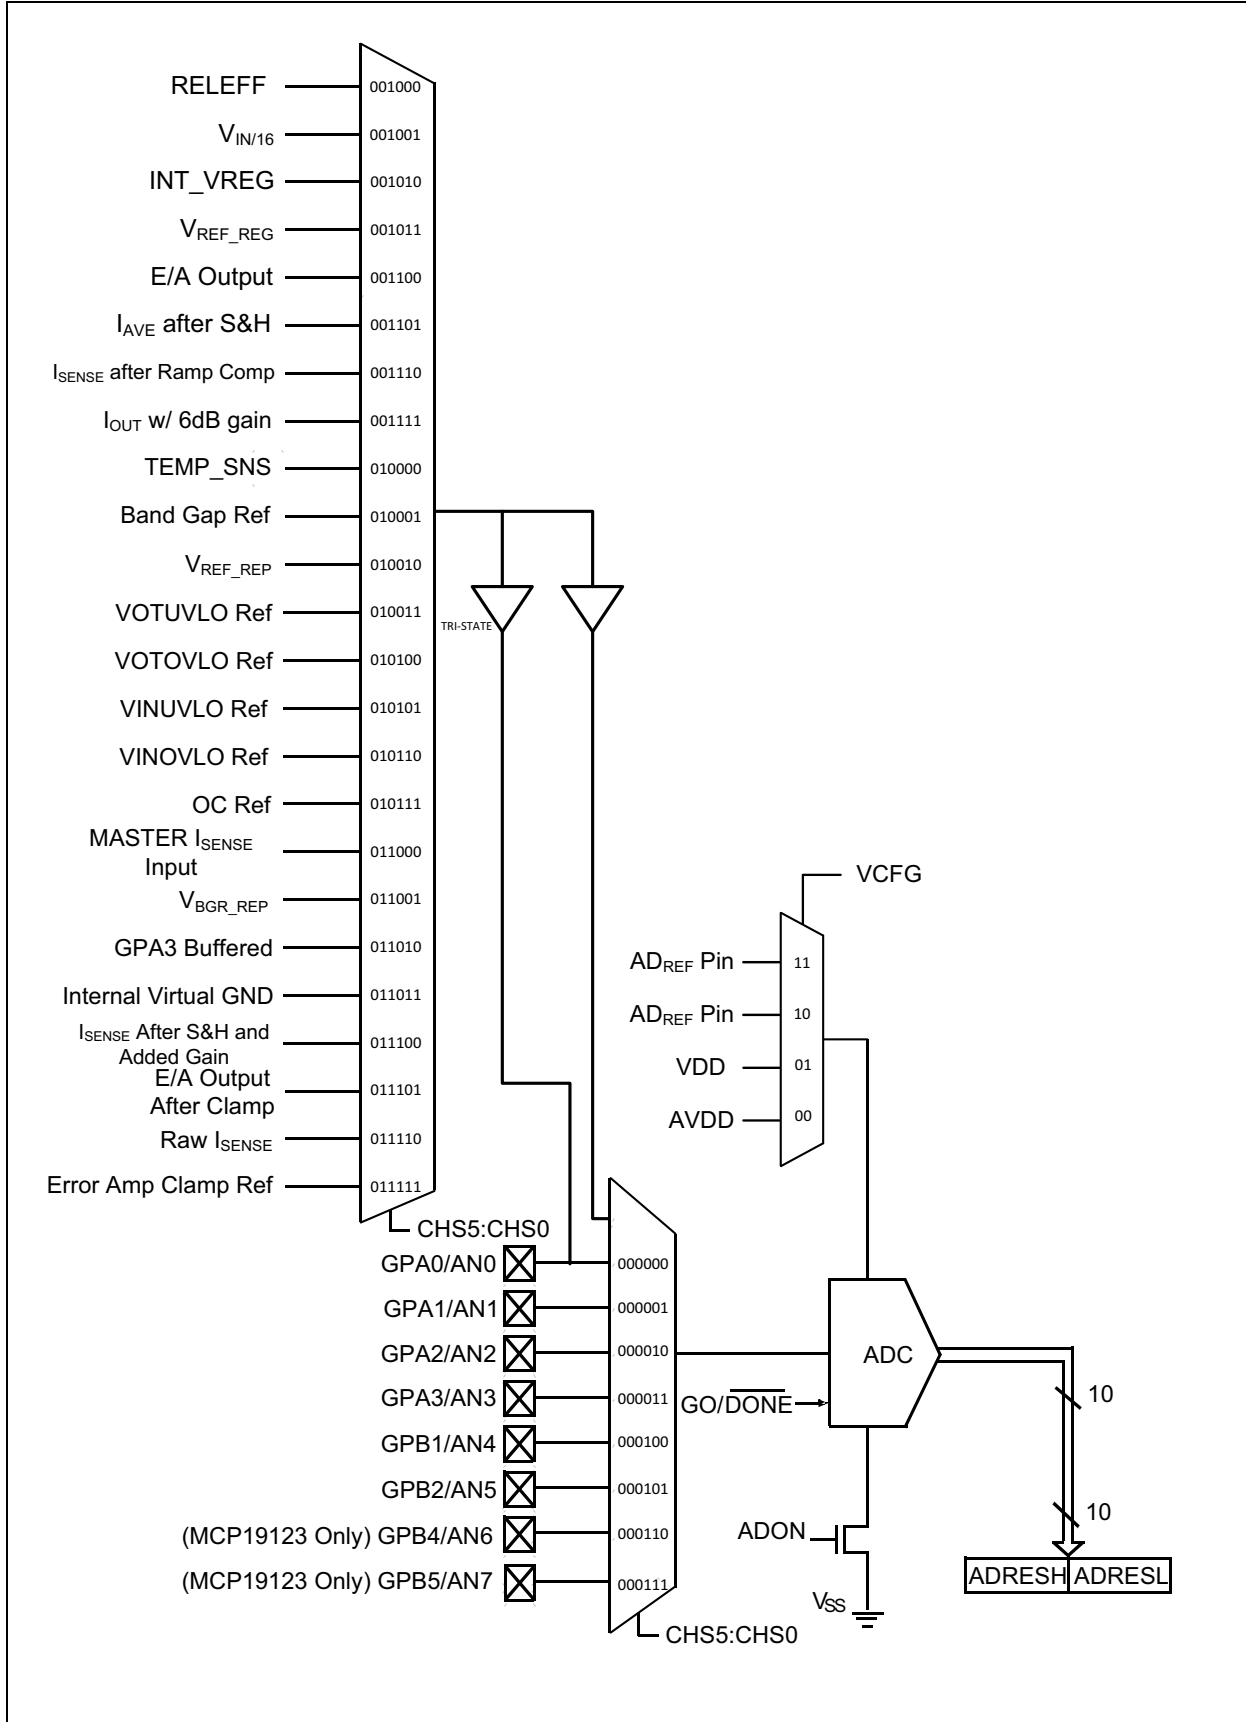 RELEFF 001000
VIN/16 001001
INT_VREG 001010
VREF_REG 001011
E/A Output 001100
IAVE after S&H 001101
ISENSE after Ramp Comp 001110
IOUT w/ 6dB gain 001111
TEMP_SNS 010000
Band Gap Ref 010001
VREF_REP 010010
VOTUVLO Ref 010011
TRI-STATE
VOTOVLO Ref 010100
VINUVLO Ref 010101
VINOVLO Ref 010110
OC Ref 010111
MASTER ISENSE
Input
011000
VBGR_REP 011001
GPA3 Buffered 011010
Internal Virtual GND 011011
ISENSE After S&H and
Added Gain
011100
E/A Output
After Clamp
011101
Raw ISENSE 011110
Error Amp Clamp Ref 011111
CHS5:CHS0
VCFG
ADREF Pin 11
ADREF Pin 10
VDD 01
AVDD 00
GPA0/AN0 000000
GPA1/AN1 000001
GPA2/AN2 000010
GPA3/AN3 000011
GPB1/AN4 000100
GPB2/AN5 000101
(MCP19123 Only) GPB4/AN6 000110
(MCP19123 Only) GPB5/AN7 000111
CHS5:CHS0
ADC
GO/DONE
10
10
ADON
VSS
ADRESH ADRESL